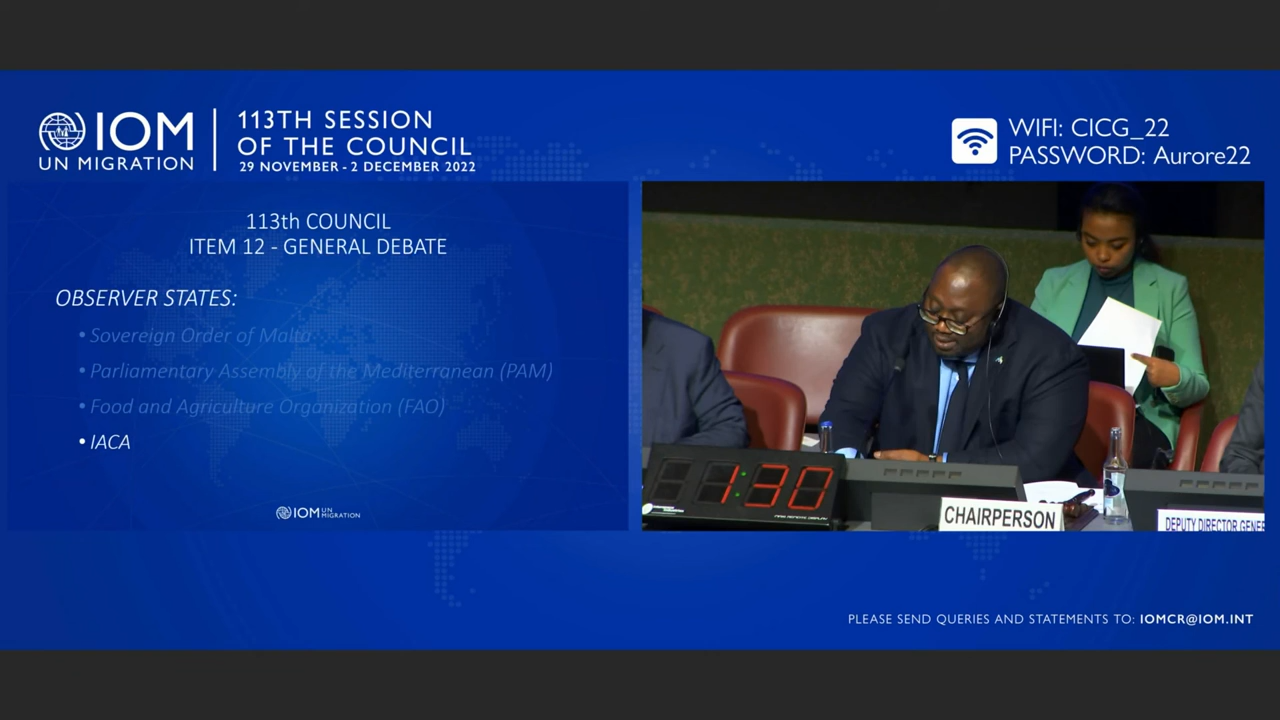 IOM
UN MIGRATION
113TH SESSION
OF THE COUNCIL
29 NOVEMBER - 2 DECEMBER 2022
WIFI: CICG_22
PASSWORD: Aurore22
113th COUNCIL
ITEM 12 - GENERAL DEBATE
OBSERVER STATES:
• Sovereign Order of Malta
• Parliamentary Assembly of the Mediterranean (PAM)
• Food and Agriculture Organization (FAO)
• IACA
IOM UN
MIGRATION
1:30
CHAIRPERSON
DEPUTY DIRECTOR GENE
PLEASE SEND QUERIES AND STATEMENTS TO: IOMCR@IOM.INT